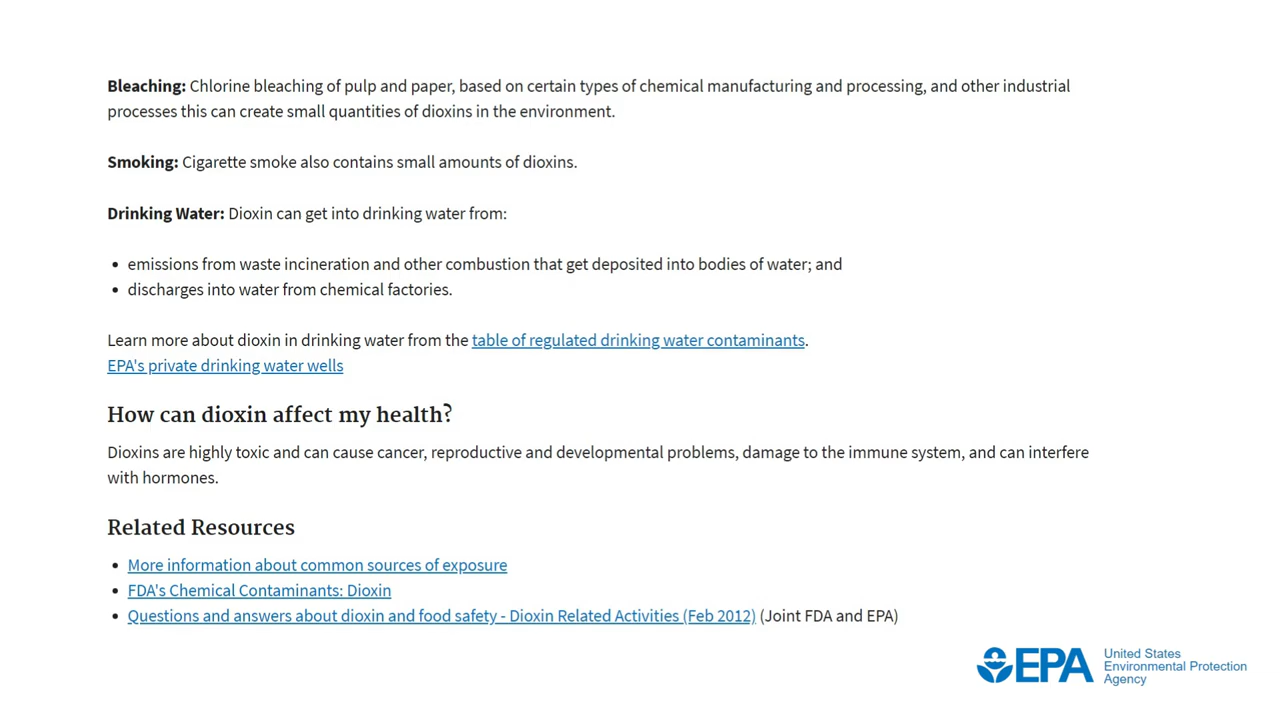 Bleaching: Chlorine bleaching of pulp and paper, based on certain types of chemical manufacturing and processing, and other industrial
processes this can create small quantities of dioxins in the environment.
Smoking: Cigarette smoke also contains small amounts of dioxins.
Drinking Water: Dioxin can get into drinking water from:
• emissions from waste incineration and other combustion that get deposited into bodies of water; and
• discharges into water from chemical factories.
Learn more about dioxin in drinking water from the table of regulated drinking water contaminants.
EPA's private drinking water wells
How can dioxin affect my health?
Dioxins are highly toxic and can cause cancer, reproductive and developmental problems, damage to the immune system, and can interfere
with hormones.
Related Resources
• More information about common sources of exposure
• FDA's Chemical Contaminants: Dioxin
• Questions and answers about dioxin and food safety - Dioxin Related Activities (Feb 2012) (Joint FDA and EPA)
EPA
United States
Environmental Protection
Agency